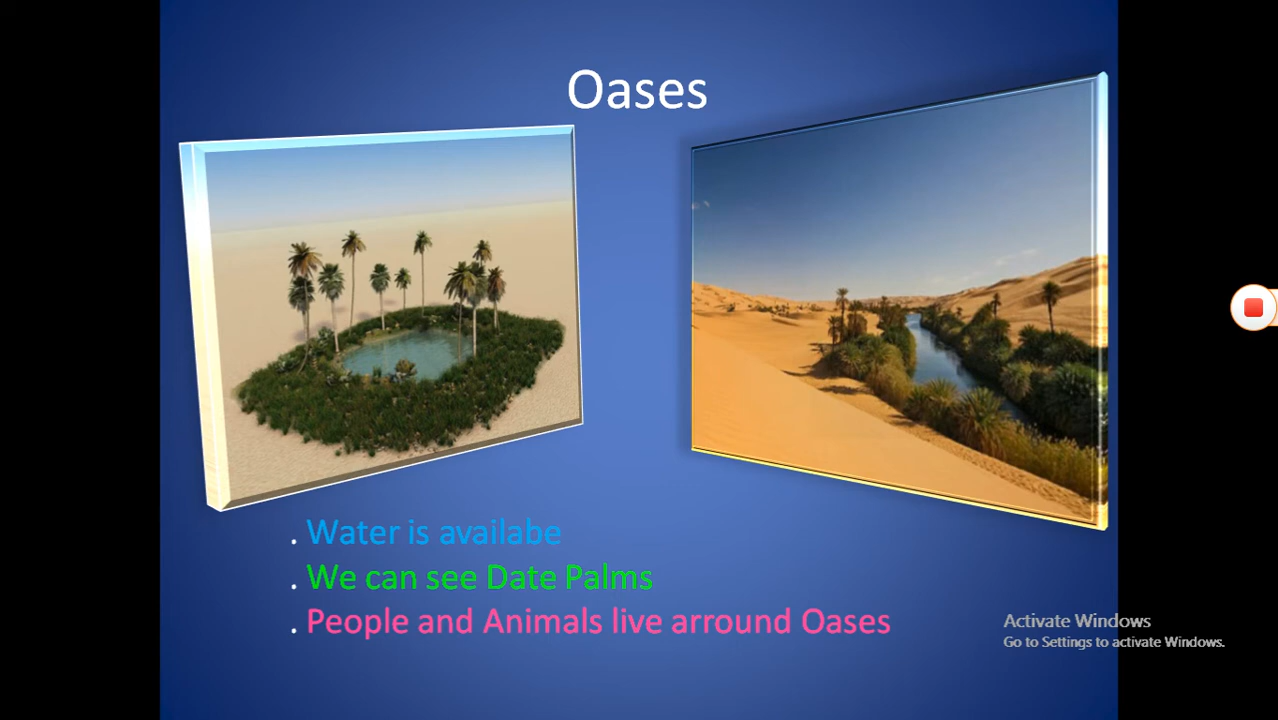 Oases
. Water is availabe
. We can see Date Palms
. People and Animals live arround Oases
Activate Windows
Go to Settings to activate Windows.